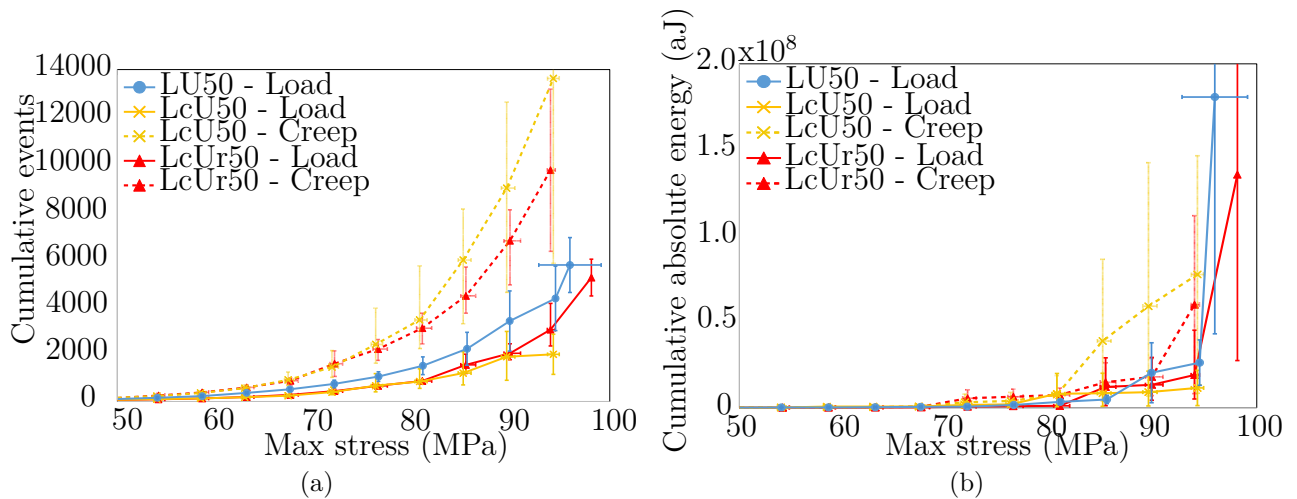 14000
12000
10000
8000
6000
4000
2000
0
Cumulative events
LU50 - Load
LcU50 - Load
LcU50 - Creep
LcUr50 - Load
LcUr50 - Creep
50 60 70 80 90 100
Max stress (MPa)
(a)
2.0 x10⁸
1.5
1.0
0.5
0
Cumulative absolute energy (aJ)
LU50 - Load
LcU50 - Load
LcU50 - Creep
LcUr50 - Load
LcUr50 - Creep
50 60 70 80 90 100
Max stress (MPa)
(b)